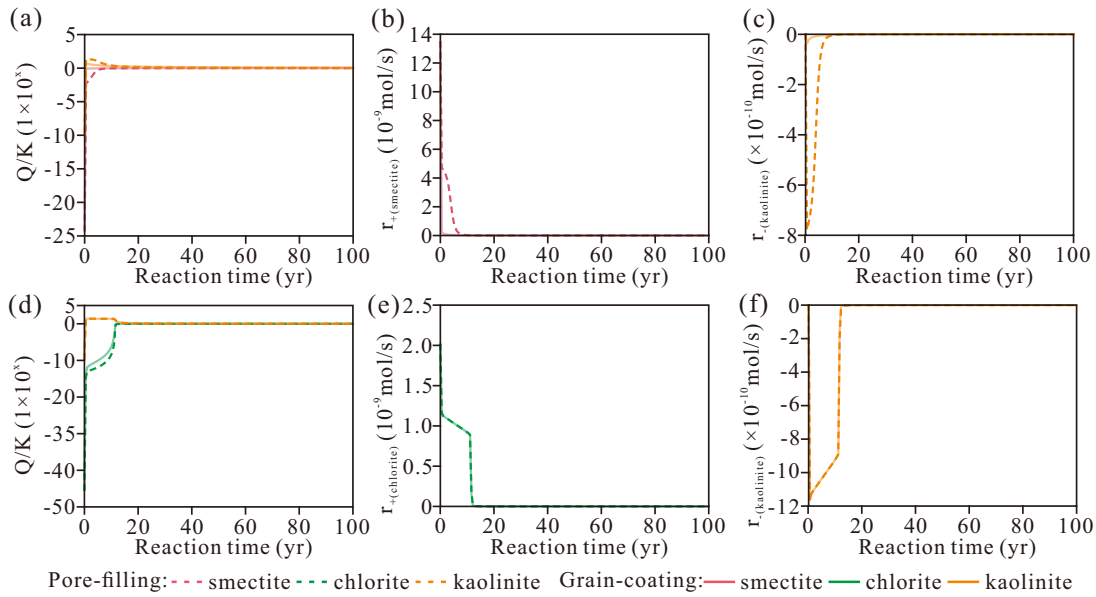 (a)
Q/K (1×10ˣ)
5
0
-5
-10
-15
-20
-25
0 20 40 60 80 100
Reaction time (yr)
(b)
r₊(smectite) (10⁻⁹mol/s)
14
12
10
8
6
4
2
0
0 20 40 60 80 100
Reaction time (yr)
(c)
r₋(kaolinite) (×10⁻¹⁰mol/s)
0
-2
-4
-6
-8
0 20 40 60 80 100
Reaction time (yr)
(d)
Q/K (1×10ˣ)
5
0
-10
-20
-35
-40
-50
0 20 40 60 80 100
Reaction time (yr)
(e)
r₊(chlorite) (10⁻⁹mol/s)
2.5
2.0
1.5
1.0
0.5
0
0 20 40 60 80 100
Reaction time (yr)
(f)
r₋(kaolinite) (×10⁻¹⁰mol/s)
0
-2
-4
-6
-8
-10
-12
0 20 40 60 80 100
Reaction time (yr)
Pore-filling: smectite chlorite kaolinite Grain-coating: smectite chlorite kaolinite